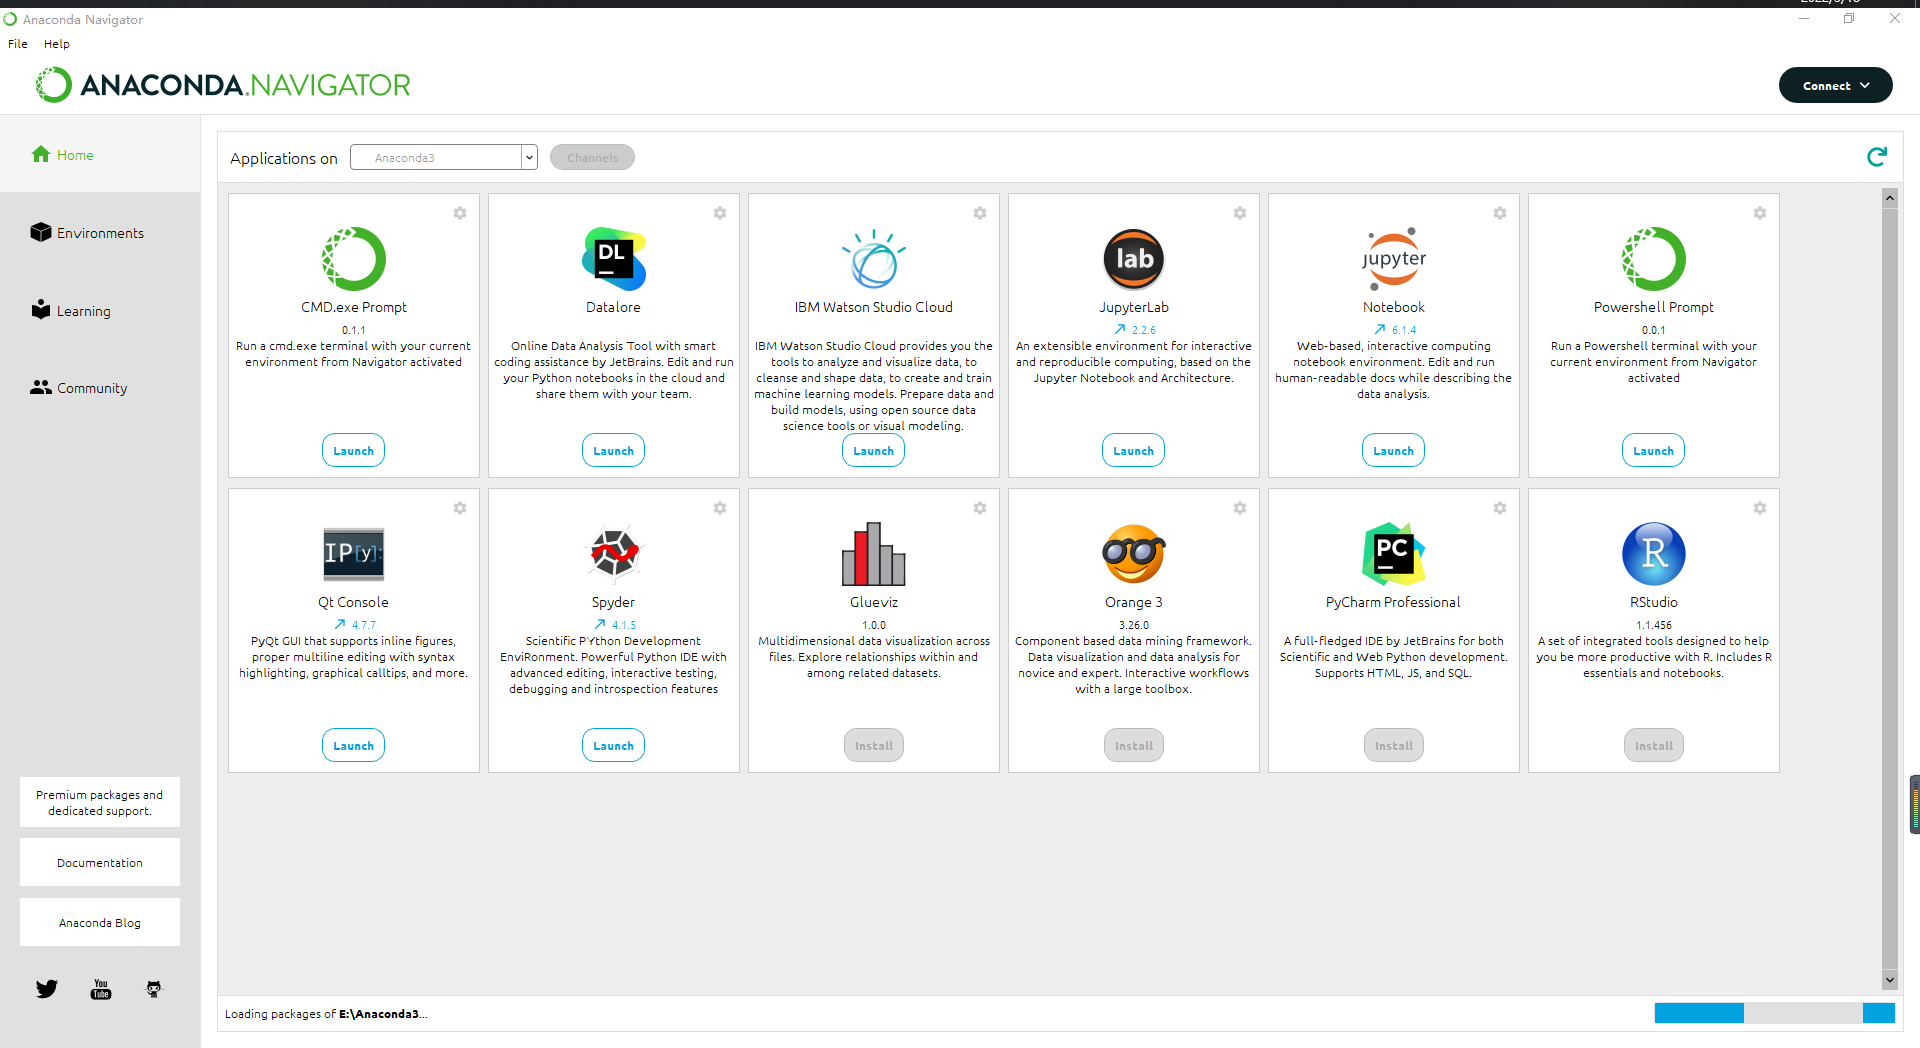 Anaconda Navigator
File Help
ANACONDA.NAVIGATOR
Connect
Home
Environments
Learning
Community
Premium packages and
dedicated support.
Documentation
Anaconda Blog
You
Tube
Applications on Anaconda3 Channels
CMD.exe Prompt
0.1.1
Run a cmd.exe terminal with your current
environment from Navigator activated
Launch
DL
Datalore
Online Data Analysis Tool with smart
coding assistance by JetBrains. Edit and run
your Python notebooks in the cloud and
share them with your team.
Launch
IBM Watson Studio Cloud
IBM Watson Studio Cloud provides you the
tools to analyze and visualize data, to
cleanse and shape data, to create and train
machine learning models. Prepare data and
build models, using open source data
science tools or visual modeling.
Launch
lab
JupyterLab
2.2.6
An extensible environment for interactive
and reproducible computing, based on the
Jupyter Notebook and Architecture.
Launch
jupyter
Notebook
6.1.4
Web-based, interactive computing
notebook environment. Edit and run
human-readable docs while describing the
data analysis.
Launch
Powershell Prompt
0.0.1
Run a Powershell terminal with your
current environment from Navigator
activated
Launch
IP[y]:
Qt Console
4.7.7
PyQt GUI that supports inline figures,
proper multiline editing with syntax
highlighting, graphical calltips, and more.
Launch
Spyder
4.1.5
Scientific PYthon Development
EnviRonment. Powerful Python IDE with
advanced editing, interactive testing,
debugging and introspection features
Launch
Glueviz
1.0.0
Multidimensional data visualization across
files. Explore relationships within and
among related datasets.
Install
Orange 3
3.26.0
Component based data mining framework.
Data visualization and data analysis for
novice and expert. Interactive workflows
with a large toolbox.
Install
PC
PyCharm Professional
A full-fledged IDE by JetBrains for both
Scientific and Web Python development.
Supports HTML, JS, and SQL.
Install
R
RStudio
1.1.456
A set of integrated tools designed to help
you be more productive with R. Includes R
essentials and notebooks.
Install
Loading packages of E:\Anaconda3...